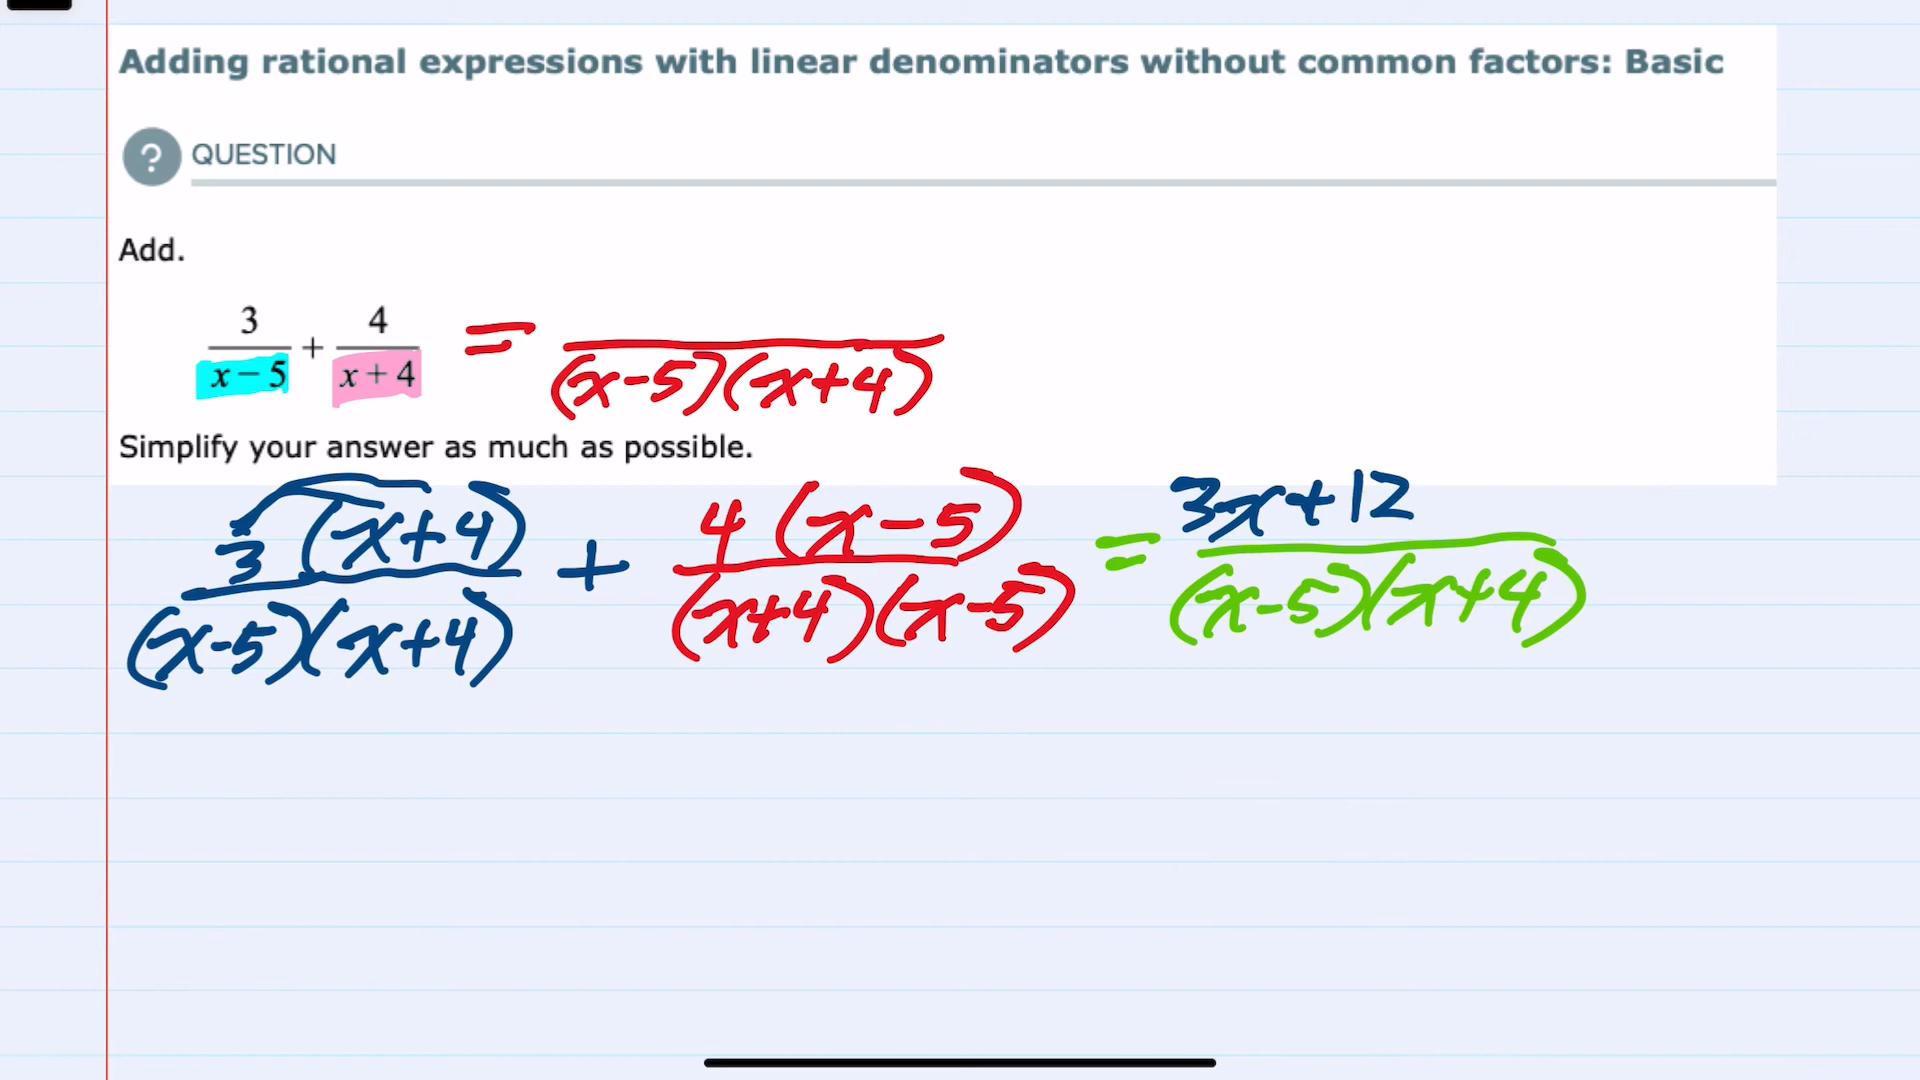 Adding rational expressions with linear denominators without common factors: Basic
? QUESTION
Add.
3/(x − 5) + 4/(x + 4) = /(x-5)(x+4)
Simplify your answer as much as possible.
3(x+4)/(x-5)(x+4) + 4(x-5)/(x+4)(x-5) = 3x+12/(x-5)(x+4)